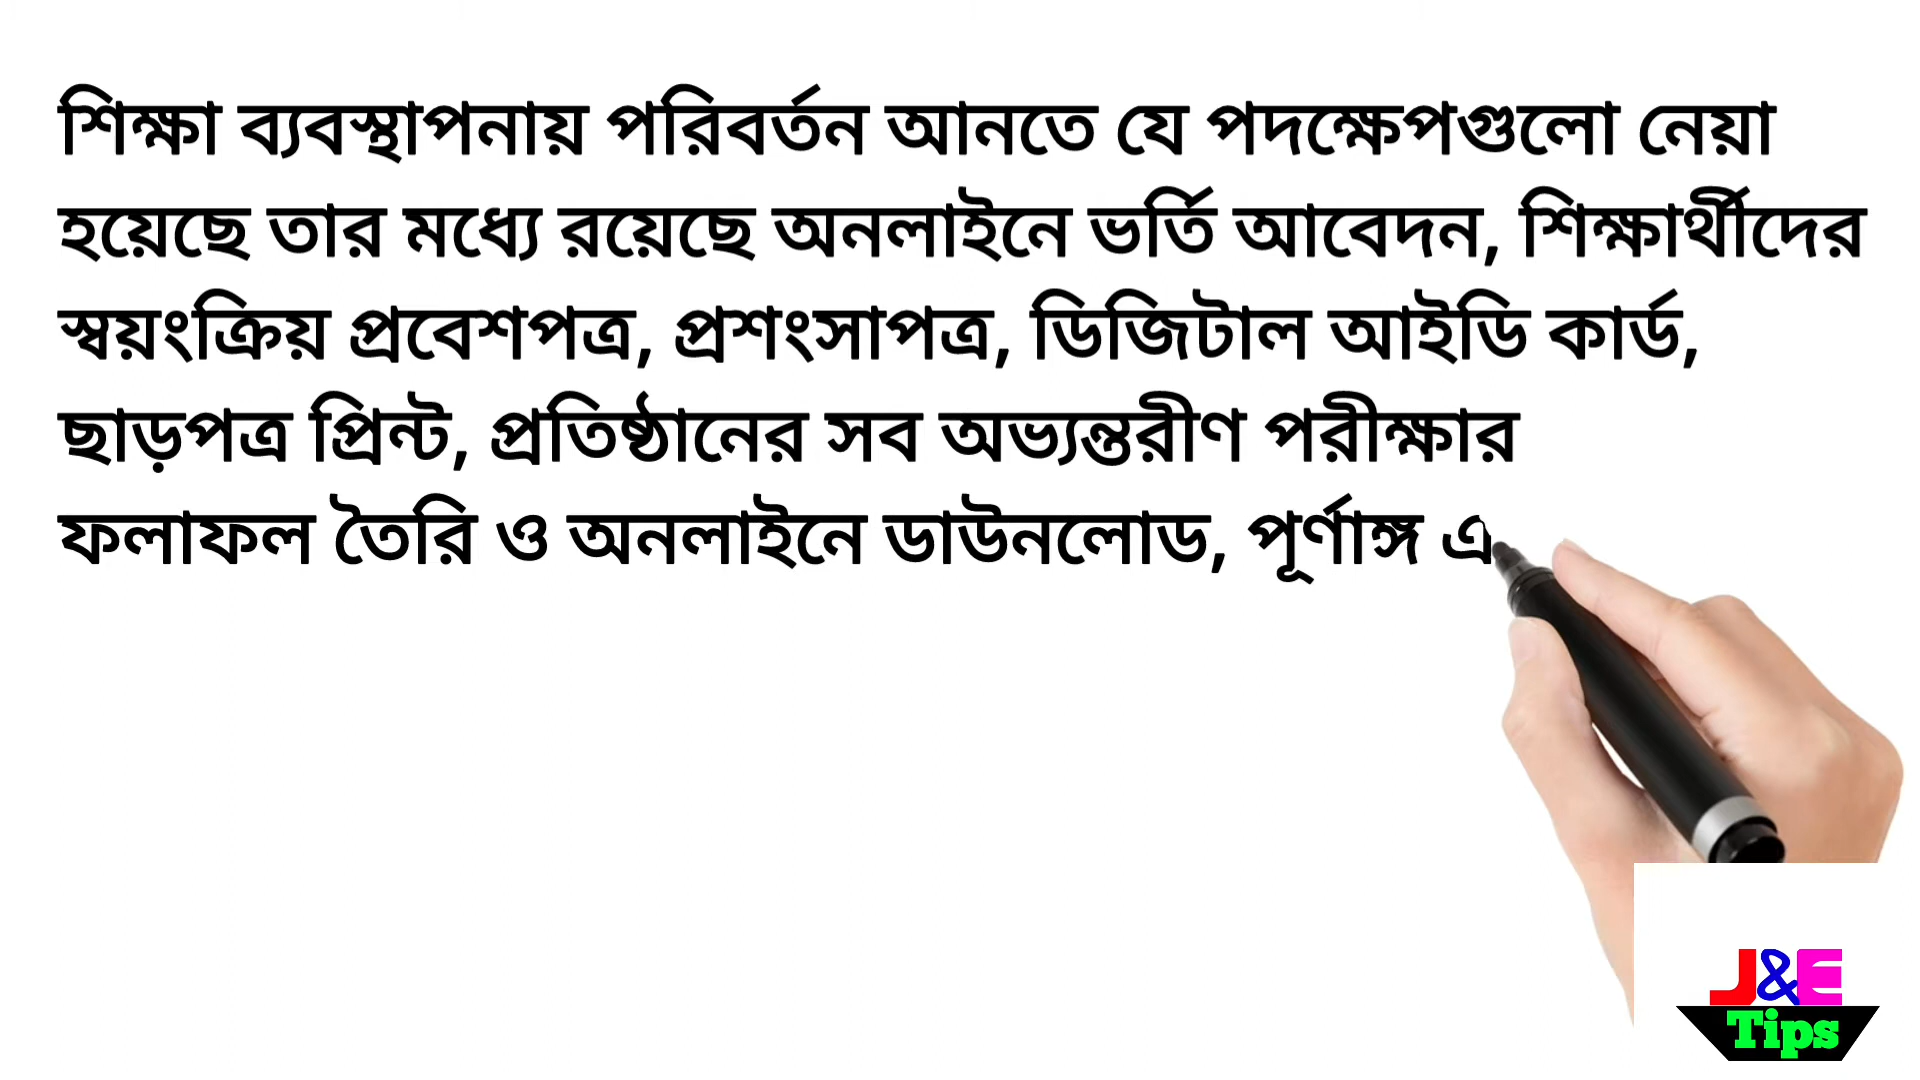 শিক্ষা ব্যবস্থাপনায় পরিবর্তন আনতে যে পদক্ষেপগুলো নেয়া
হয়েছে তার মধ্যে রয়েছে অনলাইনে ভর্তি আবেদন, শিক্ষার্থীদের
স্বয়ংক্রিয় প্রবেশপত্র, প্রশংসাপত্র, ডিজিটাল আইডি কার্ড,
ছাড়পত্র প্রিন্ট, প্রতিষ্ঠানের সব অভ্যন্তরীণ পরীক্ষার
ফলাফল তৈরি ও অনলাইনে ডাউনলোড, পূর্ণাঙ্গ এ
J&E
Tips